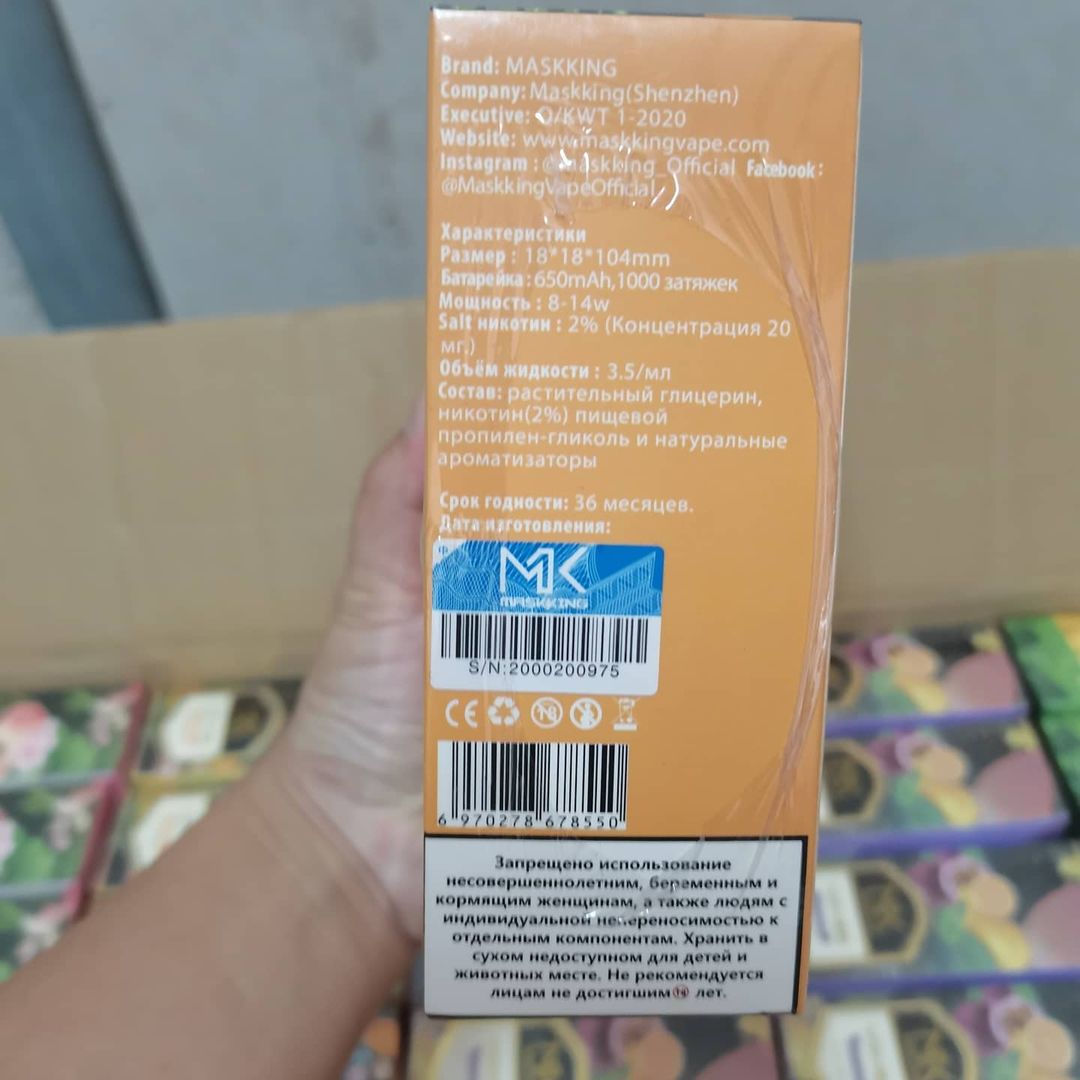 Brand: MASKKING
Company: Maskking(Shenzhen)
Executive: Q/KWT 1-2020
Website: www.maskkingvape.com
Instagram : @maskking_Official Facebook:
@MaskkingVapeOfficial
Характеристики
Размер : 18*18*104mm
Батарейка:650mAh,1000 затяжек
Мощность : 8-14w
Salt никотин : 2% (Концентрация 20
мг.)
Объём жидкости : 3.5/мл
Состав: растительный глицерин,
никотин(2%) пищевой
пропилен-гликоль и натуральные
ароматизаторы
Срок годности: 36 месяцев.
Дата изготовления:
MK
MASKKING
S/N:2000200975
CE
6 970278 678550
Запрещено использование
несовершеннолетним, беременным и
кормящим женщинам, а также людям с
индивидуальной непереносимостью к
отдельным компонентам. Хранить в
сухом недоступном для детей и
животных месте. Не рекомендуется
лицам не достигшим лет.